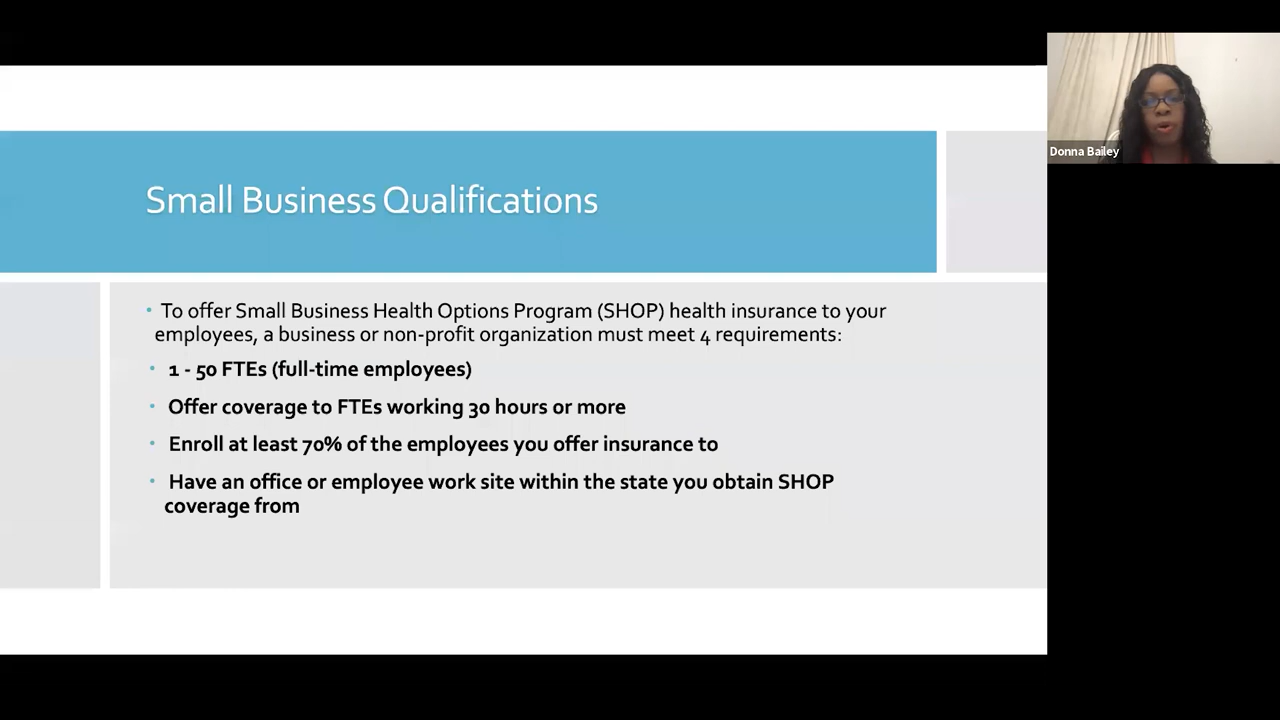 Small Business Qualifications
• To offer Small Business Health Options Program (SHOP) health insurance to your
employees, a business or non-profit organization must meet 4 requirements:
• 1 - 50 FTEs (full-time employees)
• Offer coverage to FTEs working 30 hours or more
• Enroll at least 70% of the employees you offer insurance to
• Have an office or employee work site within the state you obtain SHOP
coverage from
Donna Bailey